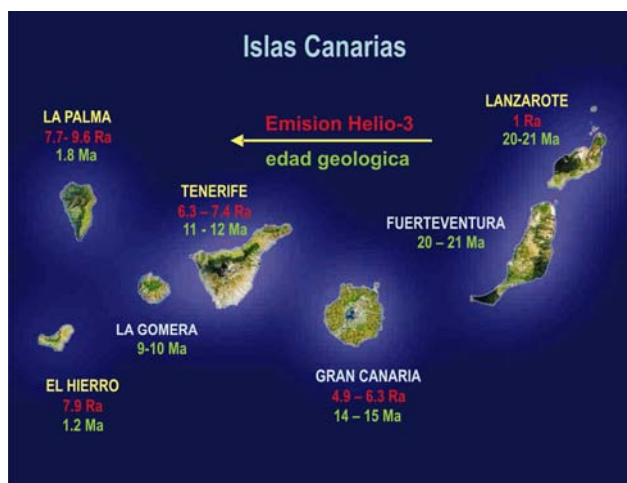 Islas Canarias
LA PALMA
7.7- 9.6 Ra
1.8 Ma
Emision Helio-3
edad geologica
LANZAROTE
1 Ra
20-21 Ma
TENERIFE
6.3 – 7.4 Ra
11 - 12 Ma
FUERTEVENTURA
20 – 21 Ma
LA GOMERA
9-10 Ma
EL HIERRO
7.9 Ra
1.2 Ma
GRAN CANARIA
4.9 – 6.3 Ra
14 – 15 Ma